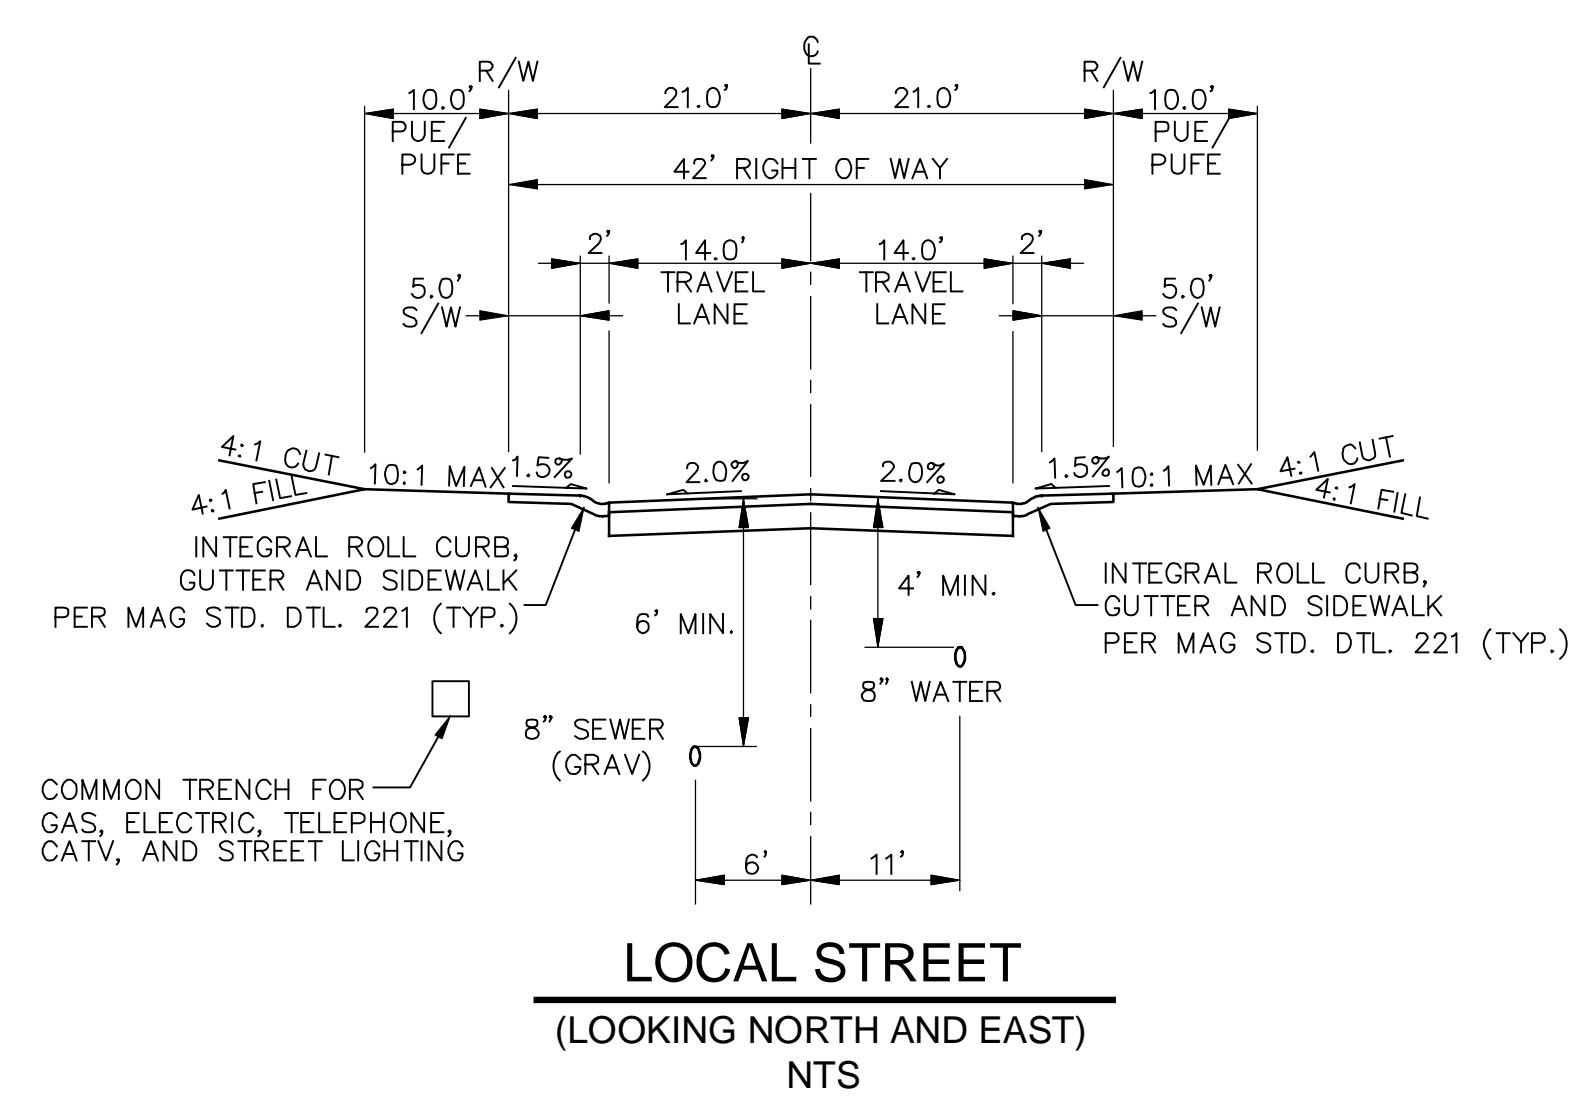 ℄
R/W
R/W
10.0'
21.0'
21.0'
10.0'
PUE/
PUFE
PUE/
PUFE
42' RIGHT OF WAY
2'
14.0'
TRAVEL
LANE
14.0'
TRAVEL
LANE
2'
5.0'
S/W
5.0'
S/W
4:1 CUT
4:1 FILL
10:1 MAX
1.5%
2.0%
2.0%
1.5%
10:1 MAX
4:1 CUT
4:1 FILL
INTEGRAL ROLL CURB,
GUTTER AND SIDEWALK
PER MAG STD. DTL. 221 (TYP.)
6' MIN.
4' MIN.
INTEGRAL ROLL CURB,
GUTTER AND SIDEWALK
PER MAG STD. DTL. 221 (TYP.)
8" WATER
8" SEWER
(GRAV)
COMMON TRENCH FOR
GAS, ELECTRIC, TELEPHONE,
CATV, AND STREET LIGHTING
6'
11'
LOCAL STREET
(LOOKING NORTH AND EAST)
NTS